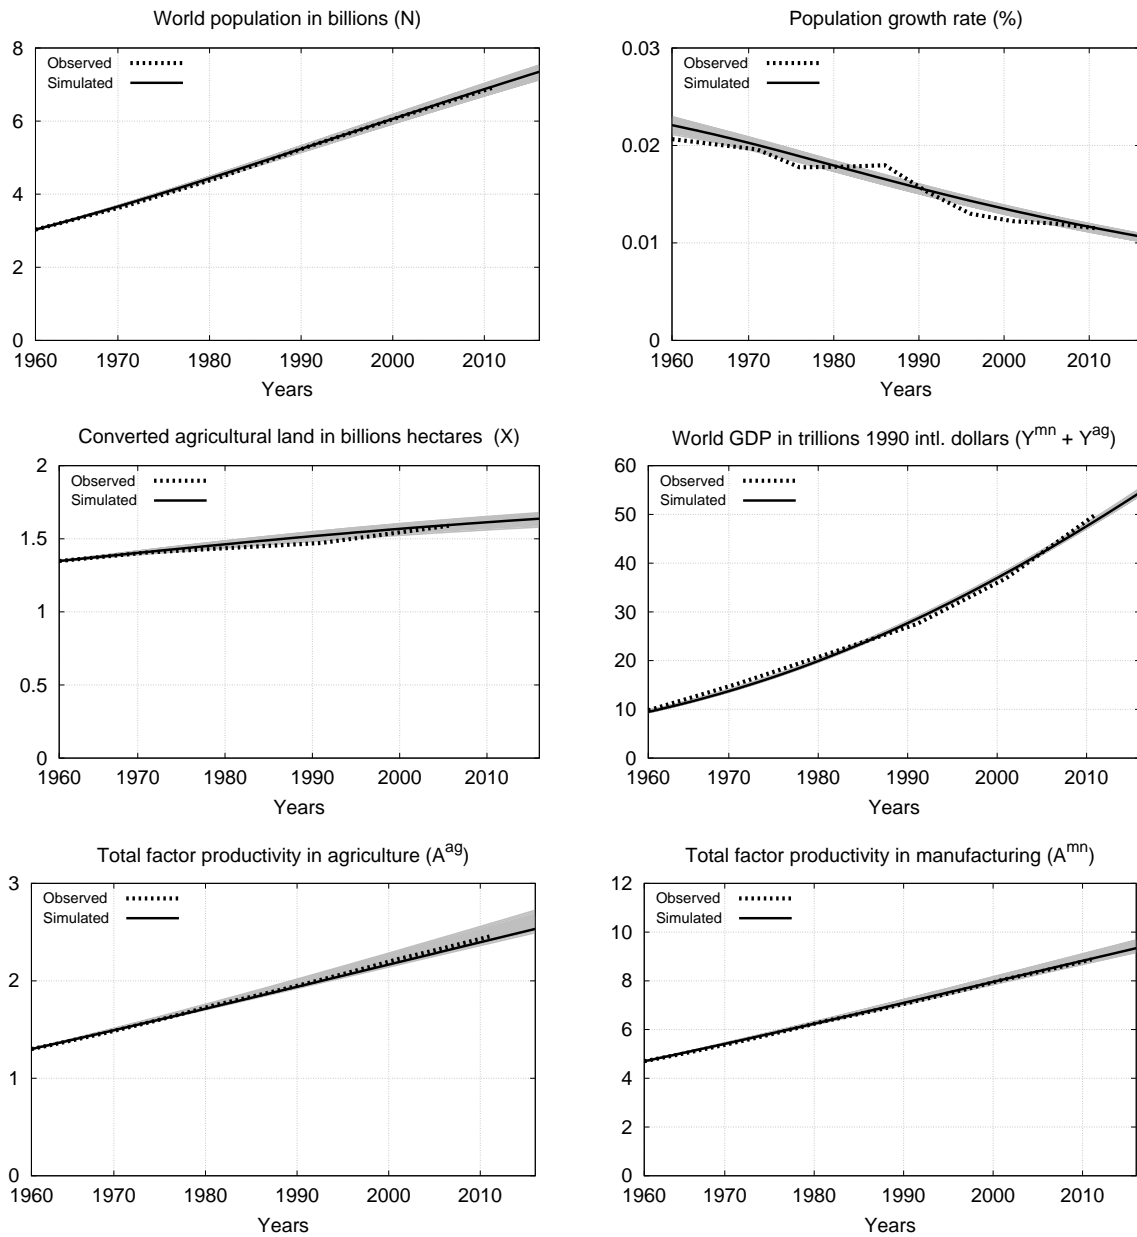 World population in billions (N)
8
6
4
2
0
Observed
Simulated
1960 1970 1980 1990 2000 2010
Years
Population growth rate (%)
0.03
0.02
0.01
0
Observed
Simulated
1960 1970 1980 1990 2000 2010
Years
Converted agricultural land in billions hectares (X)
2
1.5
1
0.5
0
Observed
Simulated
1960 1970 1980 1990 2000 2010
Years
World GDP in trillions 1990 intl. dollars (Y^mn + Y^ag)
60
50
40
30
20
10
0
Observed
Simulated
1960 1970 1980 1990 2000 2010
Years
Total factor productivity in agriculture (A^ag)
3
2
1
0
Observed
Simulated
1960 1970 1980 1990 2000 2010
Years
Total factor productivity in manufacturing (A^mn)
12
10
8
6
4
2
0
Observed
Simulated
1960 1970 1980 1990 2000 2010
Years